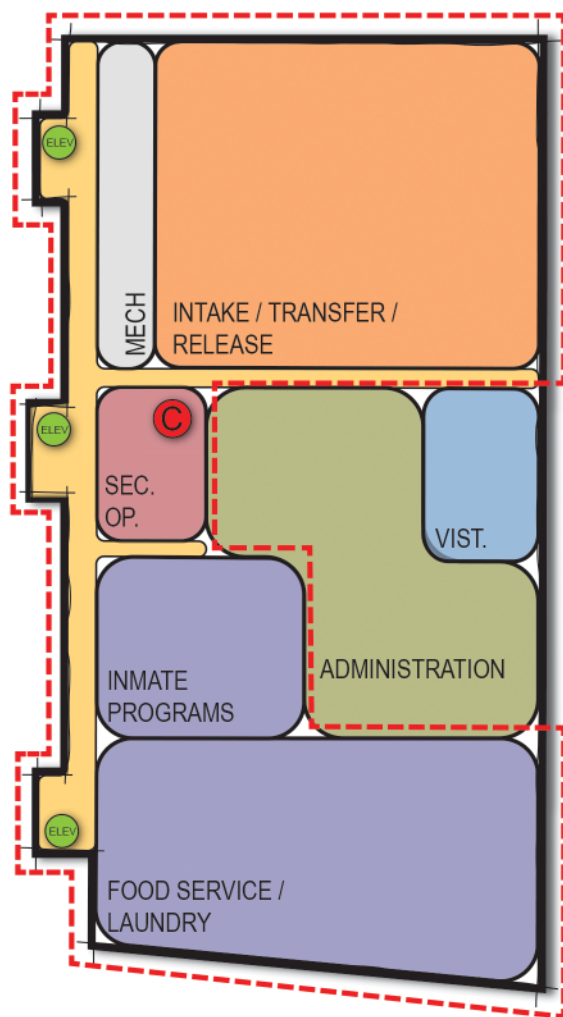 ELEV
MECH
INTAKE / TRANSFER /
RELEASE
ELEV
C
SEC.
OP.
VIST.
ADMINISTRATION
INMATE
PROGRAMS
ELEV
FOOD SERVICE /
LAUNDRY